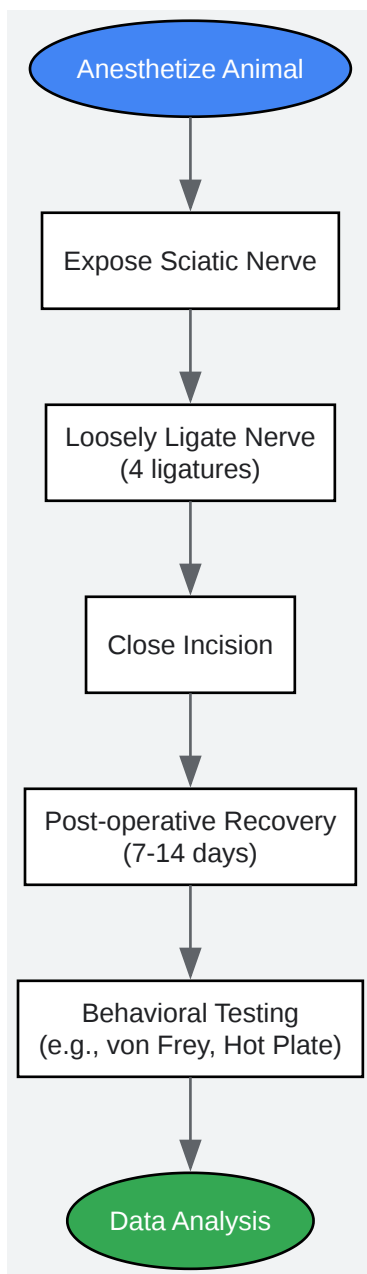 Anesthetize Animal
Expose Sciatic Nerve
Loosely Ligate Nerve
(4 ligatures)
Close Incision
Post-operative Recovery
(7-14 days)
Behavioral Testing
(e.g., von Frey, Hot Plate)
Data Analysis